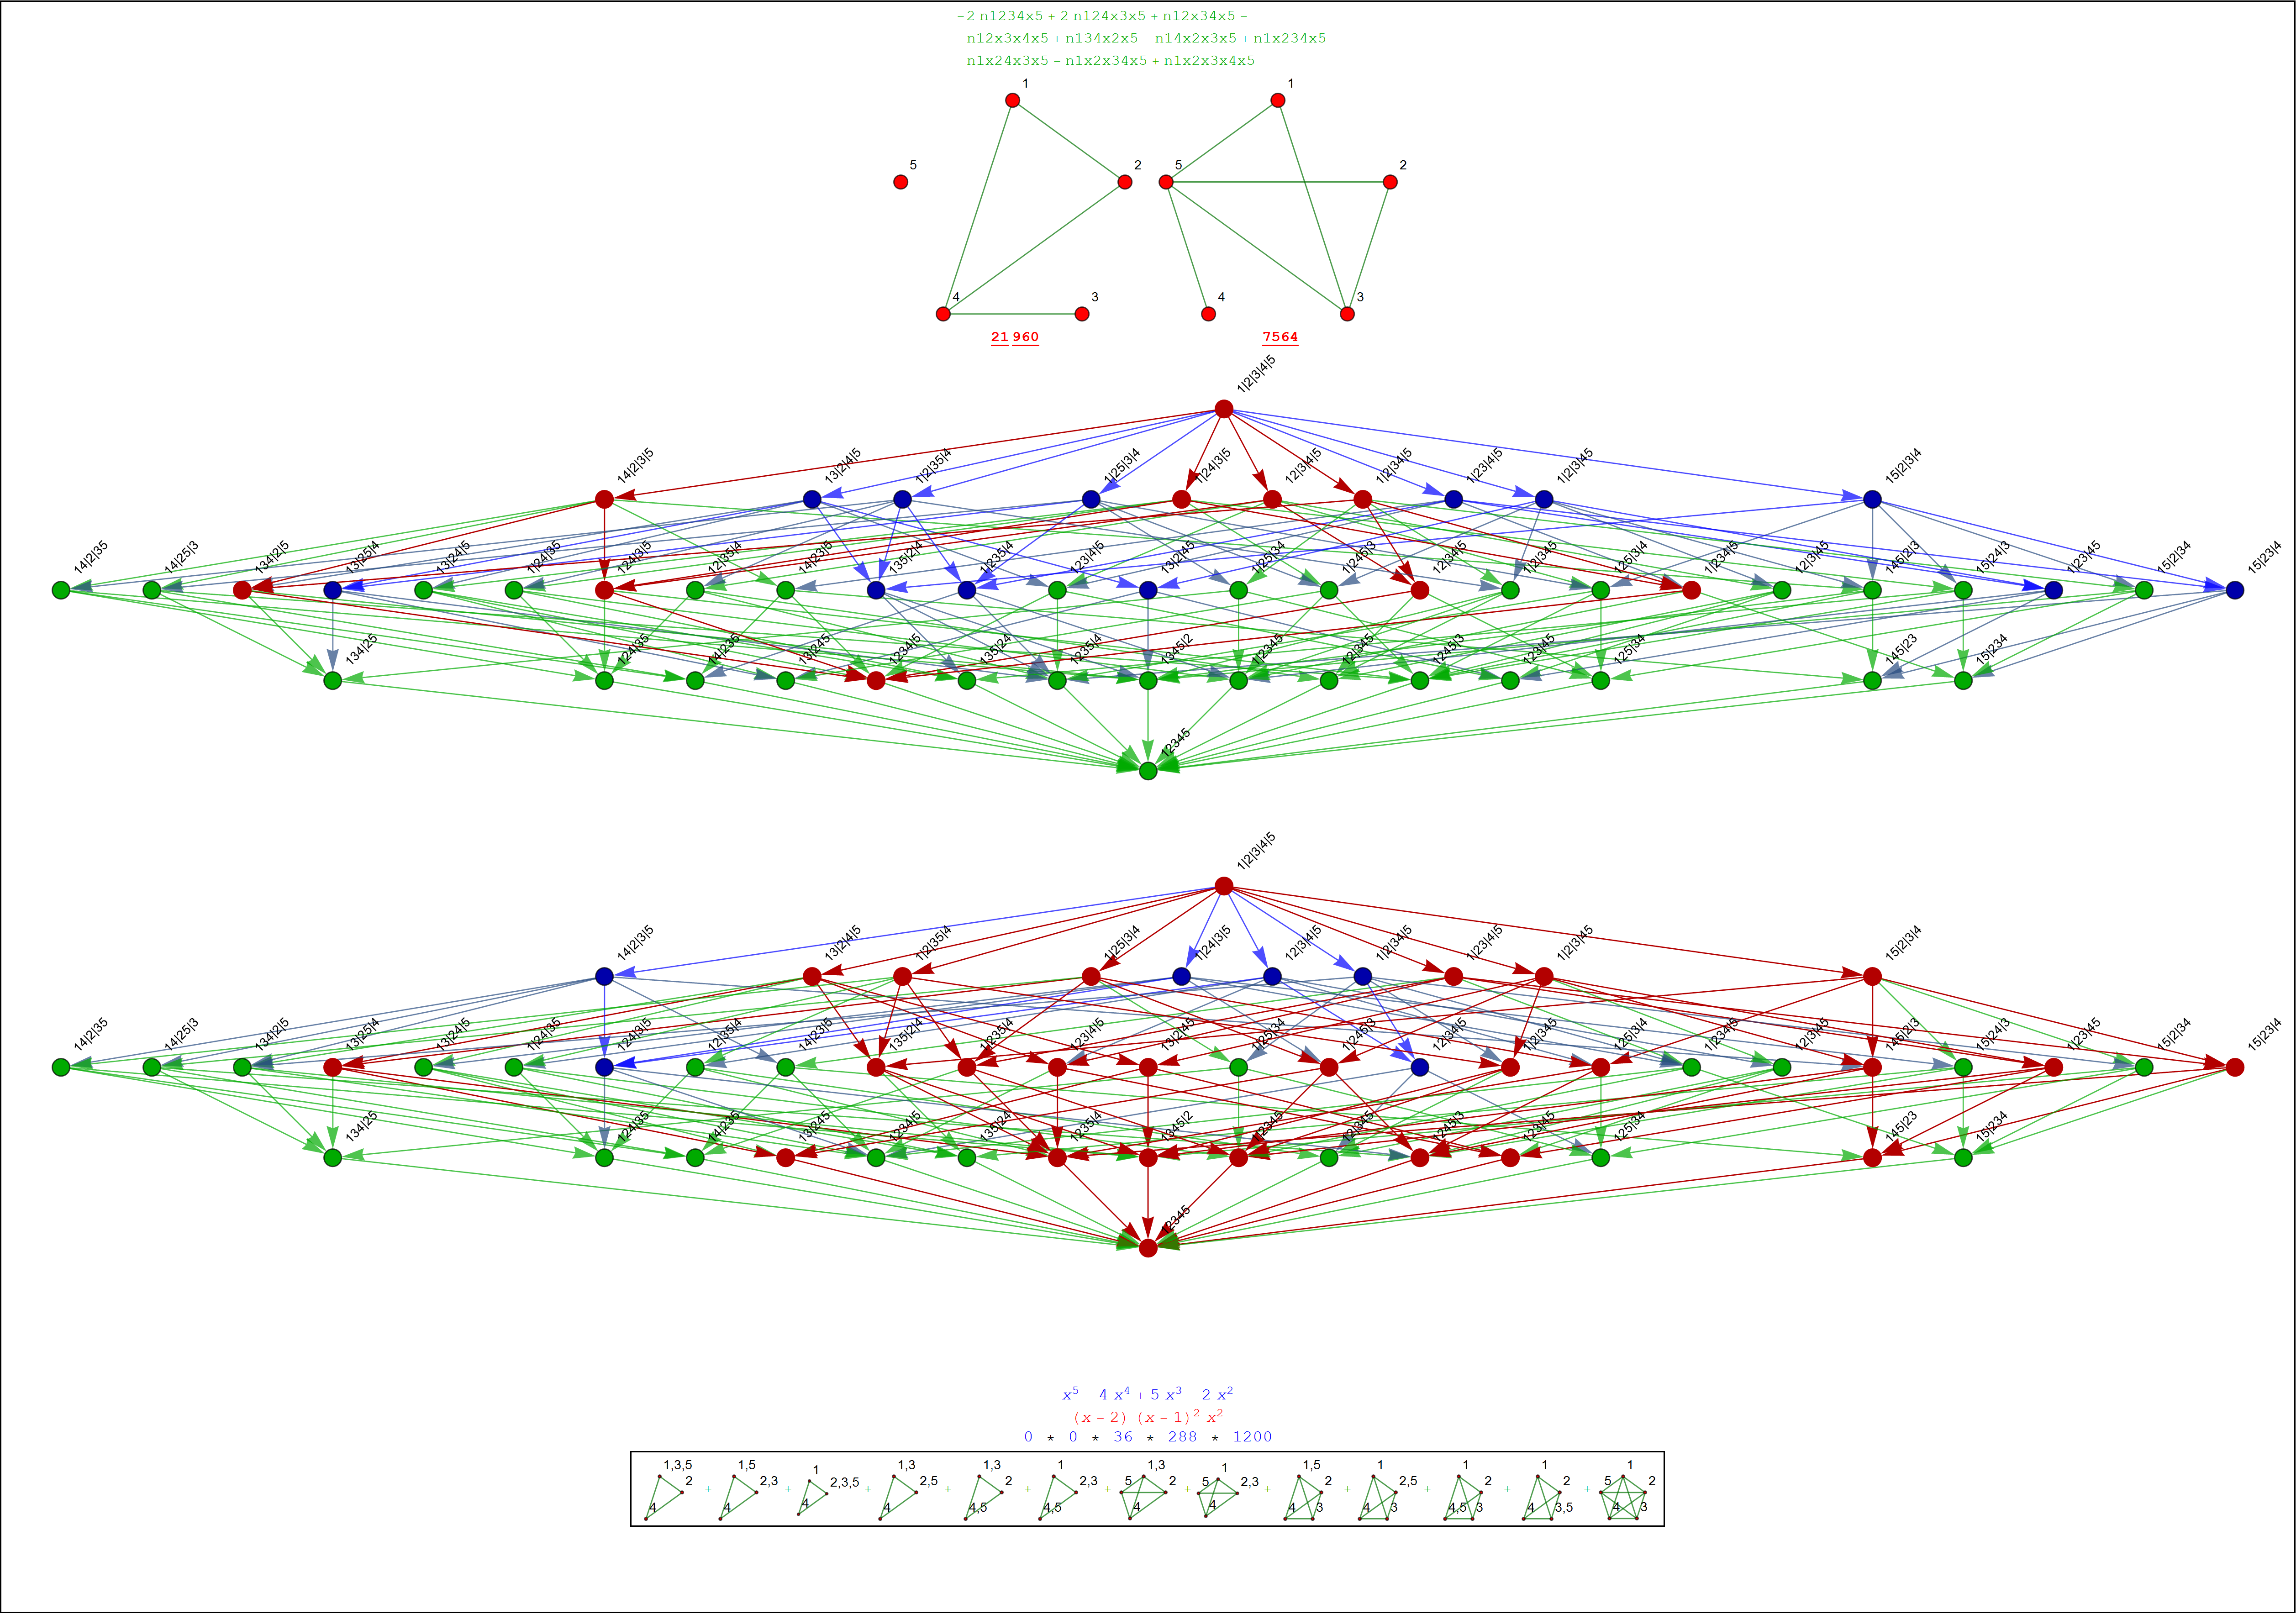 -2 n1234x5 + 2 n124x3x5 + n12x34x5 -
n12x3x4x5 + n134x2x5 - n14x2x3x5 + n1x234x5 -
n1x24x3x5 - n1x2x34x5 + n1x2x3x4x5
1 1
5 2 5 2
4 3 4 3
21 960 7564
1|2|3|4|5
14|2|3|5 13|2|4|5 1|2|35|4 1|25|3|4 1|24|3|5 12|3|4|5 1|2|34|5 1|23|4|5 1|2|3|45 15|2|3|4
14|2|35 14|25|3 134|2|5 13|25|4 13|24|5 1|24|35 124|3|5 12|35|4 14|23|5 135|2|4 1|235|4 123|4|5 13|2|45 1|25|34 1|245|3 12|34|5 1|2|345 125|3|4 1|234|5 12|3|45 145|2|3 15|24|3 1|23|45 15|2|34 15|23|4
134|25 124|35 14|235 13|245 1234|5 135|24 1235|4 1345|2 1|2345 12|345 1245|3 123|45 125|34 145|23 15|234
12345
1|2|3|4|5
14|2|3|5 13|2|4|5 1|2|35|4 1|25|3|4 1|24|3|5 12|3|4|5 1|2|34|5 1|23|4|5 1|2|3|45 15|2|3|4
14|2|35 14|25|3 134|2|5 13|25|4 13|24|5 1|24|35 124|3|5 12|35|4 14|23|5 135|2|4 1|235|4 123|4|5 13|2|45 1|25|34 1|245|3 12|34|5 1|2|345 125|3|4 1|234|5 12|3|45 145|2|3 15|24|3 1|23|45 15|2|34 15|23|4
134|25 124|35 14|235 13|245 1234|5 135|24 1235|4 1345|2 1|2345 12|345 1245|3 123|45 125|34 145|23 15|234
12345
x⁵ - 4 x⁴ + 5 x³ - 2 x²
(x - 2) (x - 1)² x²
0 * 0 * 36 * 288 * 1200
1,3,5 2 4 + 1,5 2,3 4 + 1 2,3,5 4 + 1,3 2,5 4 + 1,3 2 4,5 + 1 2,3 4,5 + 1,3 5 2 4 + 1 5 2,3 4 + 1,5 2 4 3 + 1 2,5 4 3 + 1 2 4,5 3 + 1 2 4 3,5 + 1 5 2 4 3